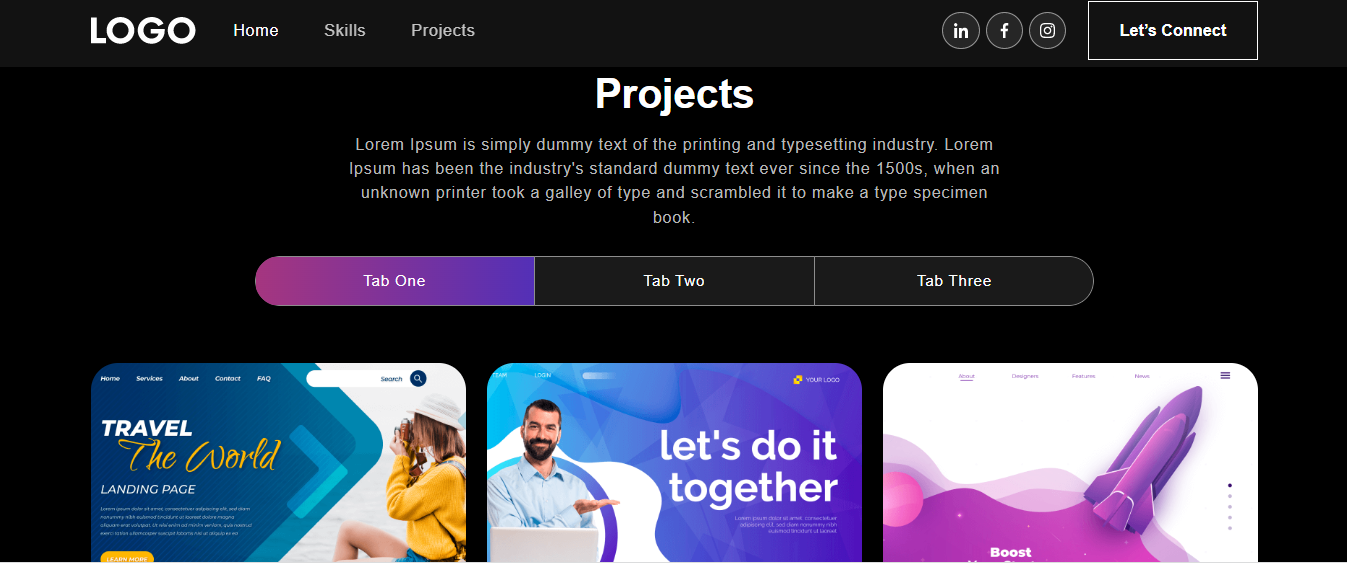 LOGO Home Skills Projects Let's Connect
Projects
Lorem Ipsum is simply dummy text of the printing and typesetting industry. Lorem
Ipsum has been the industry's standard dummy text ever since the 1500s, when an
unknown printer took a galley of type and scrambled it to make a type specimen
book.
Tab One Tab Two Tab Three
Home Services About Contact FAQ Search
TRAVEL
The World
LANDING PAGE
LEARN MORE
TEAM LOGIN
YOUR LOGO
let's do it
together
About Designers Features News
Boost